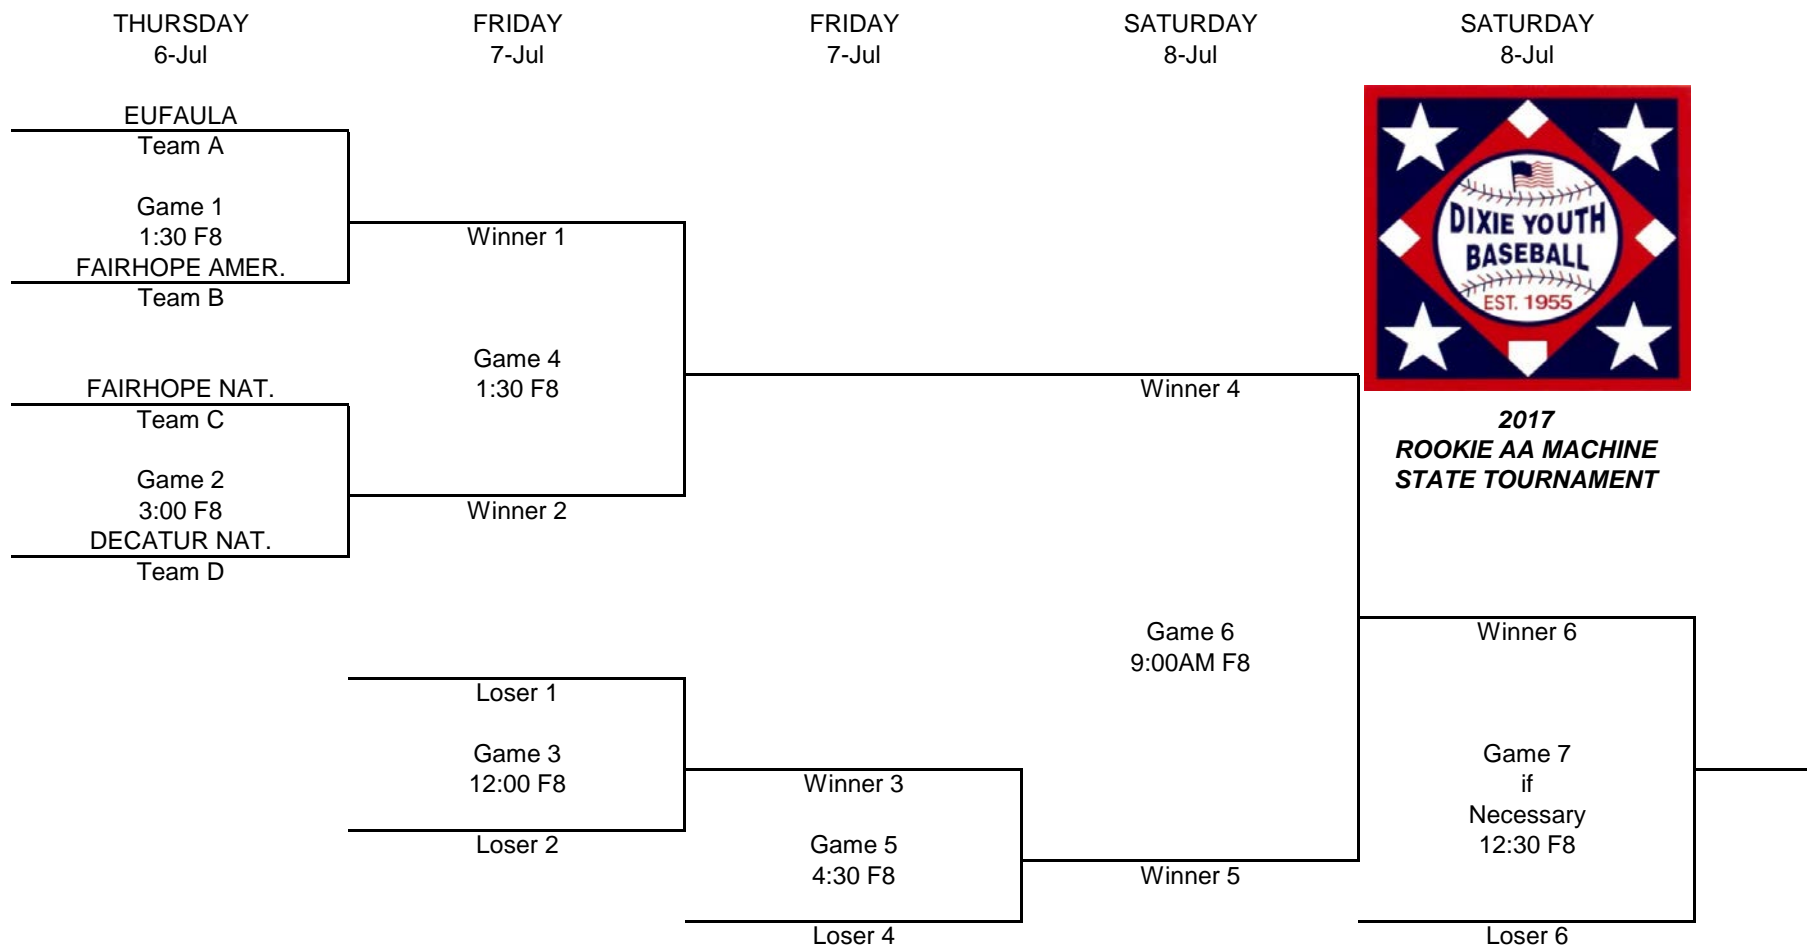 THURSDAY
6-Jul
FRIDAY
7-Jul
FRIDAY
7-Jul
SATURDAY
8-Jul
SATURDAY
8-Jul
EUFAULA
Team A
Game 1
1:30 F8
FAIRHOPE AMER.
Team B
FAIRHOPE NAT.
Team C
Game 2
3:00 F8
DECATUR NAT.
Team D
Winner 1
Game 4
1:30 F8
Winner 2
Loser 1
Game 3
12:00 F8
Loser 2
Winner 3
Game 5
4:30 F8
Loser 4
Winner 4
Game 6
9:00AM F8
Winner 5
DIXIE YOUTH
BASEBALL
EST. 1955
2017
ROOKIE AA MACHINE
STATE TOURNAMENT
Winner 6
Game 7
if
Necessary
12:30 F8
Loser 6